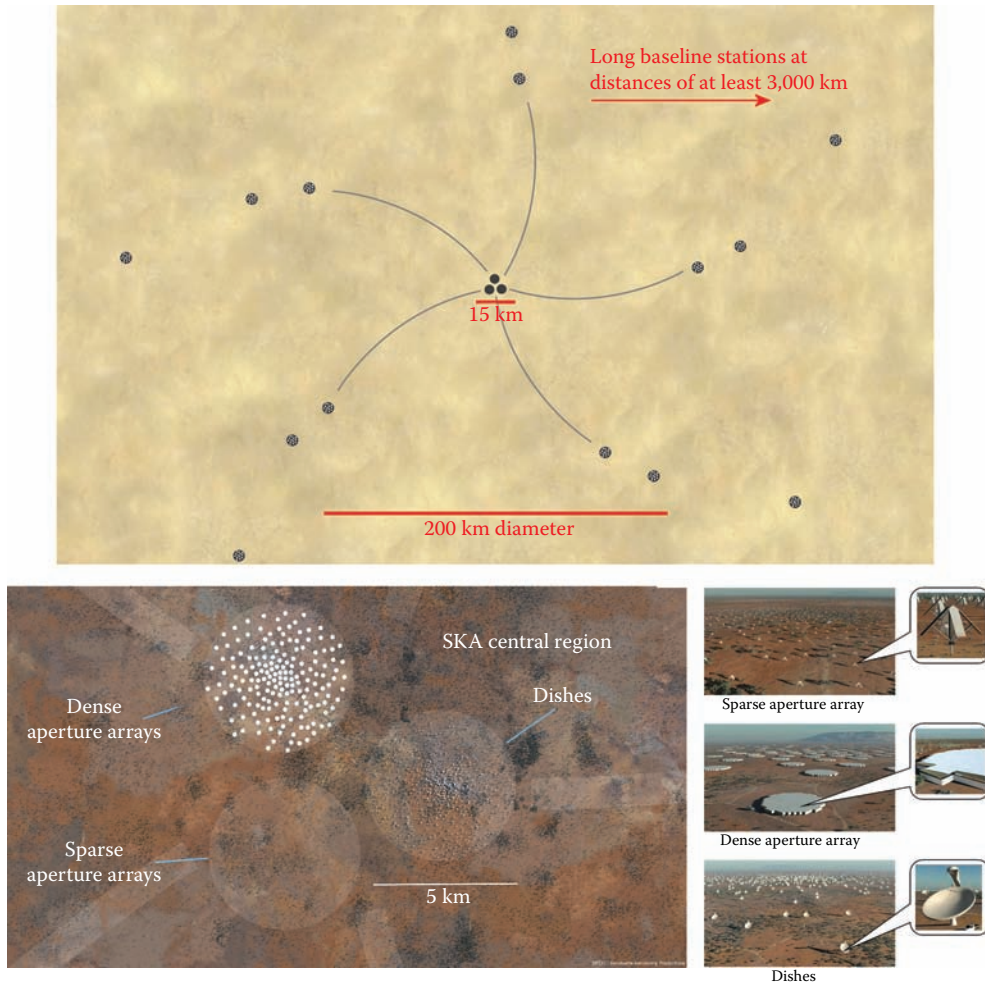 Long baseline stations at
distances of at least 3,000 km
15 km
200 km diameter
SKA central region
Dishes
Dense
aperture arrays
Sparse
aperture arrays
5 km
Sparse aperture array
Dense aperture array
Dishes